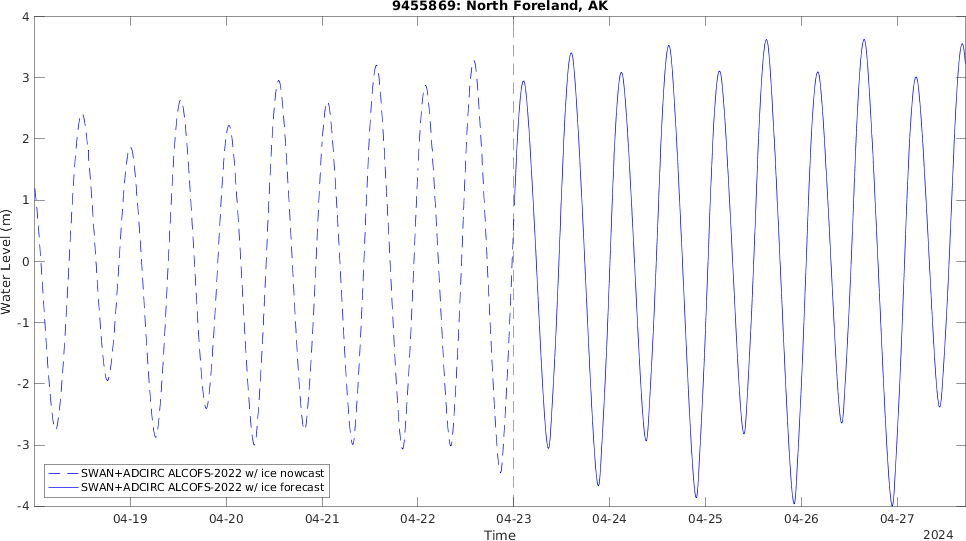 9455869: North Foreland, AK
4
3
2
1
0
-1
-2
-3
-4
Water Level (m)
SWAN+ADCIRC ALCOFS-2022 w/ ice nowcast
SWAN+ADCIRC ALCOFS-2022 w/ ice forecast
04-19 04-20 04-21 04-22 04-23 04-24 04-25 04-26 04-27
Time
2024